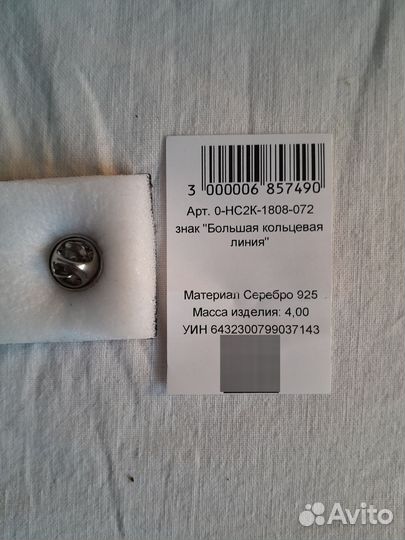 3 000006 857490
Арт. 0-НС2К-1808-072
знак "Большая кольцевая
линия"
Материал Серебро 925
Масса изделия: 4,00
УИН 6432300799037143
Avito